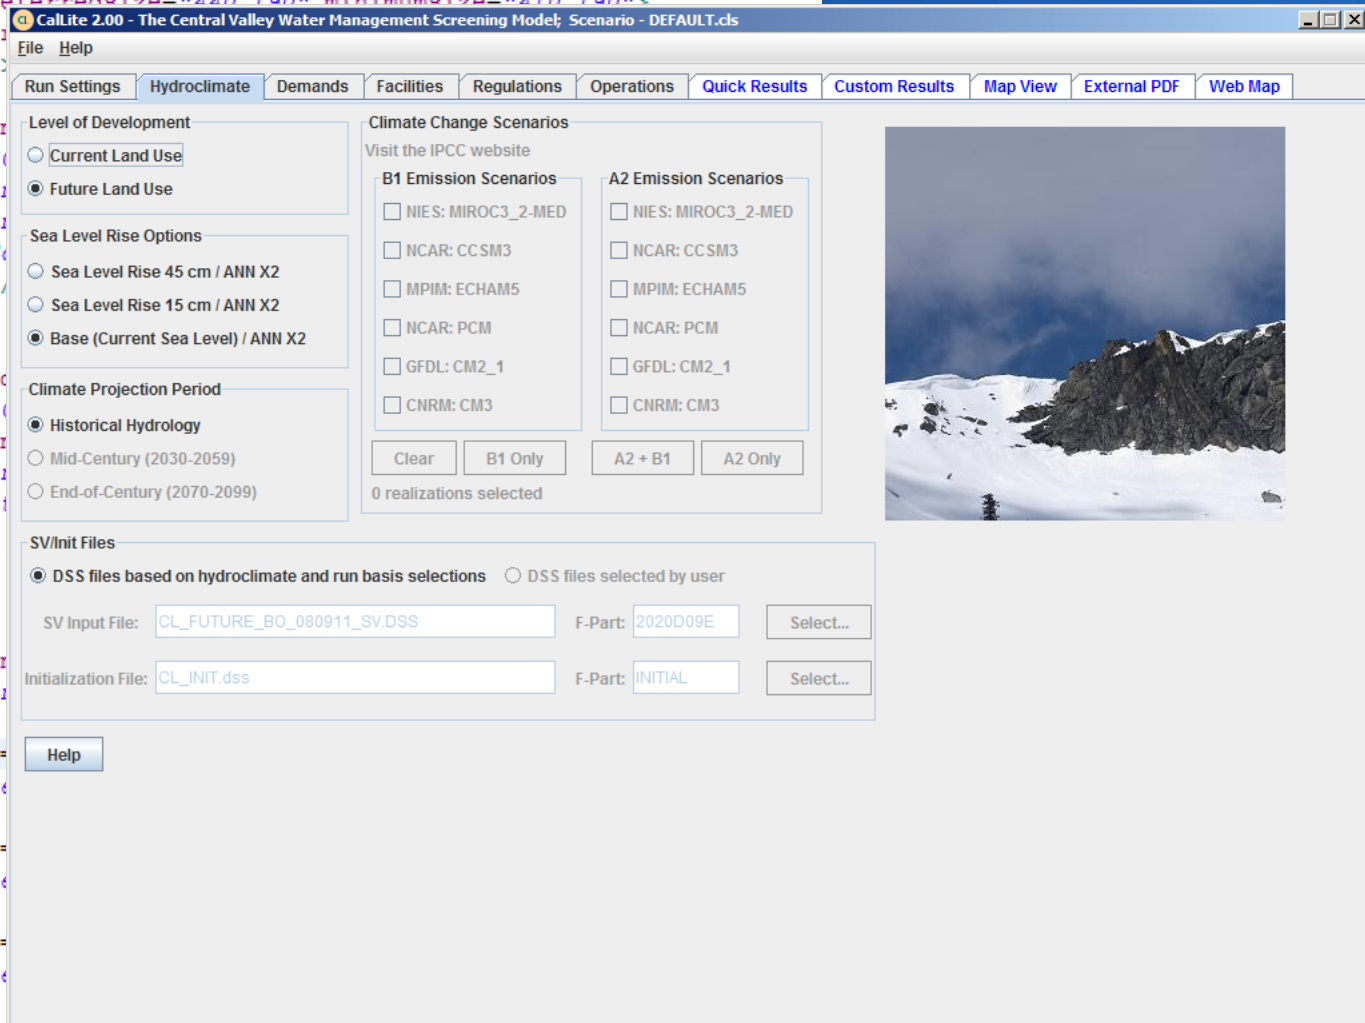 CalLite 2.00 - The Central Valley Water Management Screening Model;  Scenario - DEFAULT.cls
File Help
Run Settings Hydroclimate Demands Facilities Regulations Operations Quick Results Custom Results Map View External PDF Web Map
Level of Development
Current Land Use
Future Land Use
Sea Level Rise Options
Sea Level Rise 45 cm / ANN X2
Sea Level Rise 15 cm / ANN X2
Base (Current Sea Level) / ANN X2
Climate Projection Period
Historical Hydrology
Mid-Century (2030-2059)
End-of-Century (2070-2099)
Climate Change Scenarios
Visit the IPCC website
B1 Emission Scenarios
NIES: MIROC3_2-MED
NCAR: CCSM3
MPIM: ECHAM5
NCAR: PCM
GFDL: CM2_1
CNRM: CM3
A2 Emission Scenarios
NIES: MIROC3_2-MED
NCAR: CCSM3
MPIM: ECHAM5
NCAR: PCM
GFDL: CM2_1
CNRM: CM3
Clear B1 Only A2 + B1 A2 Only
0 realizations selected
SV/Init Files
DSS files based on hydroclimate and run basis selections DSS files selected by user
SV Input File: CL_FUTURE_BO_080911_SV.DSS F-Part: 2020D09E Select...
Initialization File: CL_INIT.dss F-Part: INITIAL Select...
Help